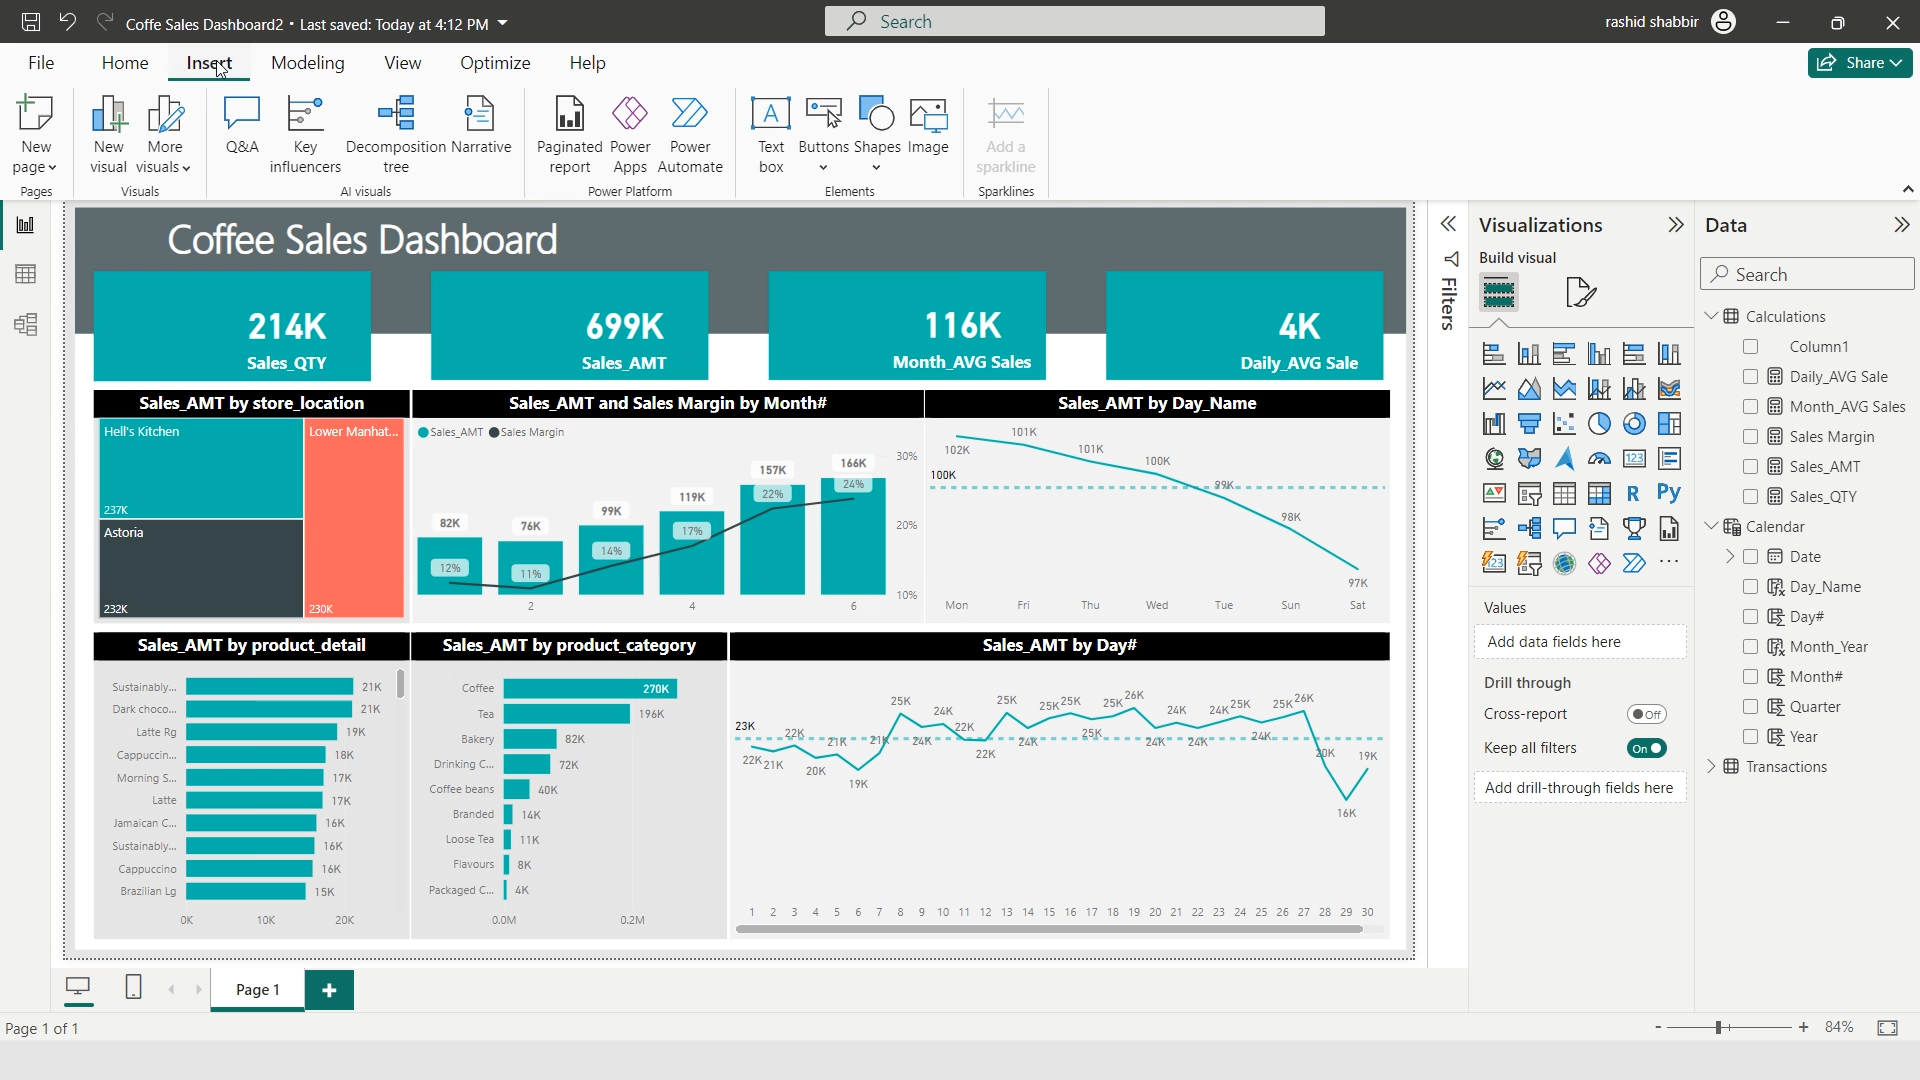 Coffe Sales Dashboard2 • Last saved: Today at 4:12 PM
Search
rashid shabbir
File Home Insert Modeling View Optimize Help
Share
New page
New visual
More visuals
Q&A
Key influencers
Decomposition tree
Narrative
Paginated report
Power Apps
Power Automate
Text box
Buttons
Shapes
Image
Add a sparkline
Pages
Visuals
AI visuals
Power Platform
Elements
Sparklines
Coffee Sales Dashboard
214K
Sales_QTY
699K
Sales_AMT
116K
Month_AVG Sales
4K
Daily_AVG Sale
Sales_AMT by store_location
Hell's Kitchen
237K
Astoria
232K
Lower Manhat...
230K
Sales_AMT and Sales Margin by Month#
Sales_AMT Sales Margin
82K 76K 99K 119K 157K 166K
12% 11% 14% 17% 22% 24%
30%
20%
10%
2 4 6
Sales_AMT by Day_Name
102K 101K 101K 100K 99K 98K 97K
100K
Mon Fri Thu Wed Tue Sun Sat
Sales_AMT by product_detail
Sustainably... 21K
Dark choco... 21K
Latte Rg 19K
Cappuccin... 18K
Morning S... 17K
Latte 17K
Jamaican C... 16K
Sustainably... 16K
Cappuccino 16K
Brazilian Lg 15K
0K 10K 20K
Sales_AMT by product_category
Coffee 270K
Tea 196K
Bakery 82K
Drinking C... 72K
Coffee beans 40K
Branded 14K
Loose Tea 11K
Flavours 8K
Packaged C... 4K
0.0M 0.2M
Sales_AMT by Day#
23K
22K 21K 22K 20K 21K 19K 21K 25K 24K 24K 22K 22K 25K 24K 25K 25K 25K 25K 26K 24K 24K 24K 24K 25K 24K 25K 26K 20K 16K 19K
1 2 3 4 5 6 7 8 9 10 11 12 13 14 15 16 17 18 19 20 21 22 23 24 25 26 27 28 29 30
Filters
Visualizations
Build visual
123
R
Py
123
Values
Add data fields here
Drill through
Cross-report Off
Keep all filters On
Add drill-through fields here
Data
Search
Calculations
Column1
Daily_AVG Sale
Month_AVG Sales
Sales Margin
Sales_AMT
Sales_QTY
Calendar
Date
Day_Name
Day#
Month_Year
Month#
Quarter
Year
Transactions
Page 1
Page 1 of 1
- + 84%